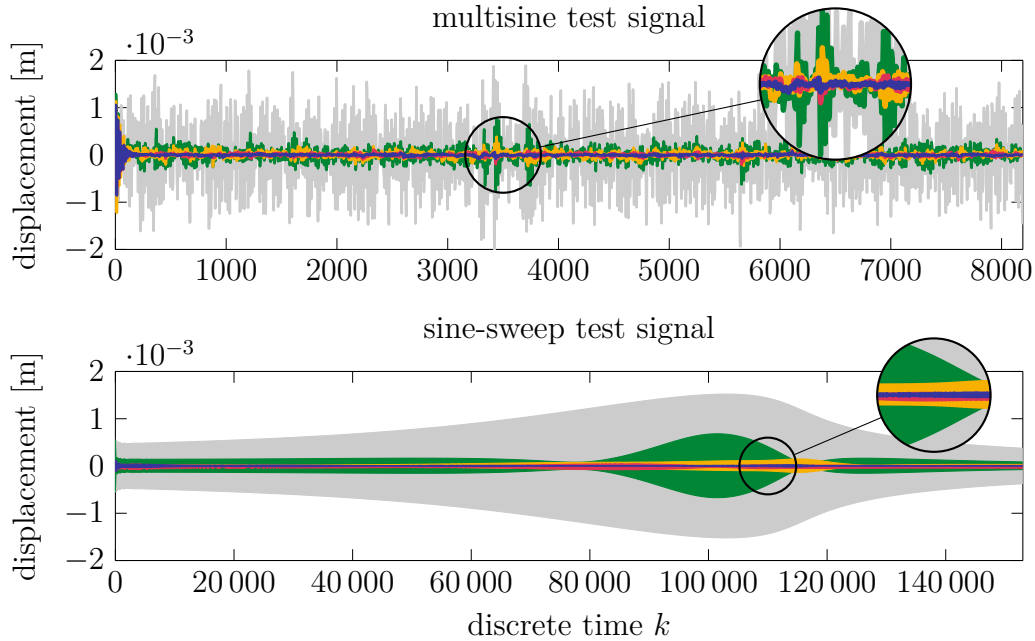 multisine test signal
·10⁻³
displacement [m]
2
1
0
−1
−2
0 1000 2000 3000 4000 5000 6000 7000 8000
sine-sweep test signal
·10⁻³
displacement [m]
2
1
0
−1
−2
0 20 000 40 000 60 000 80 000 100 000 120 000 140 000
discrete time k